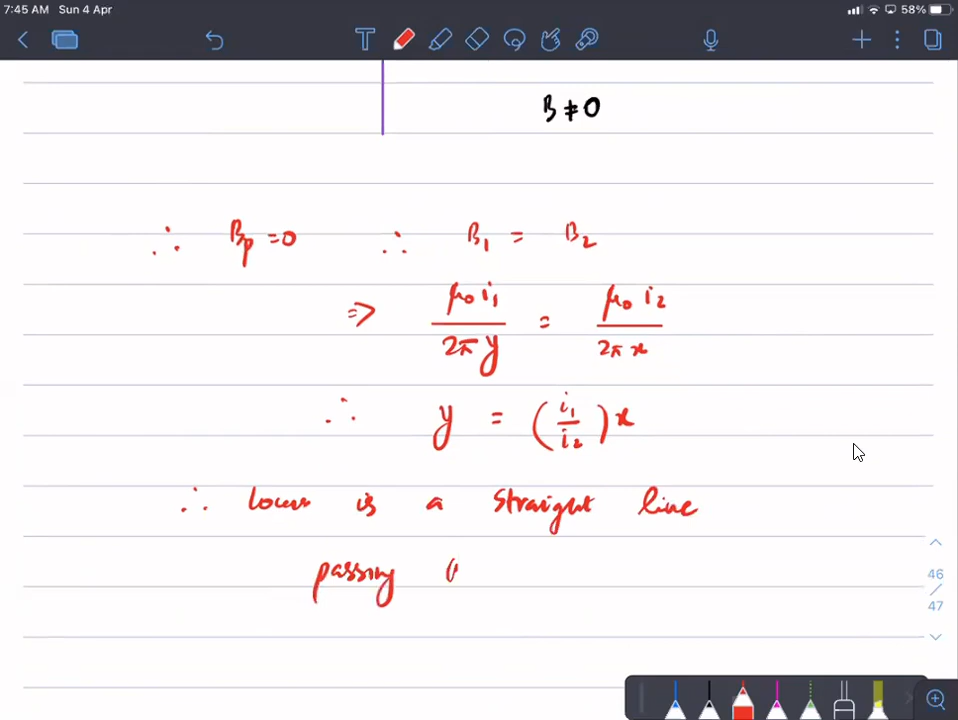 7:45 AM Sun 4 Apr 58%
B ≠ 0
∴ Bp = 0 ∴ B₁ = B₂
⇒ μ₀ i₁ / 2π y = μ₀ i₂ / 2π x
∴ y = (i₁ / i₂) x
∴ locus is a straight line
passing
46
/
47